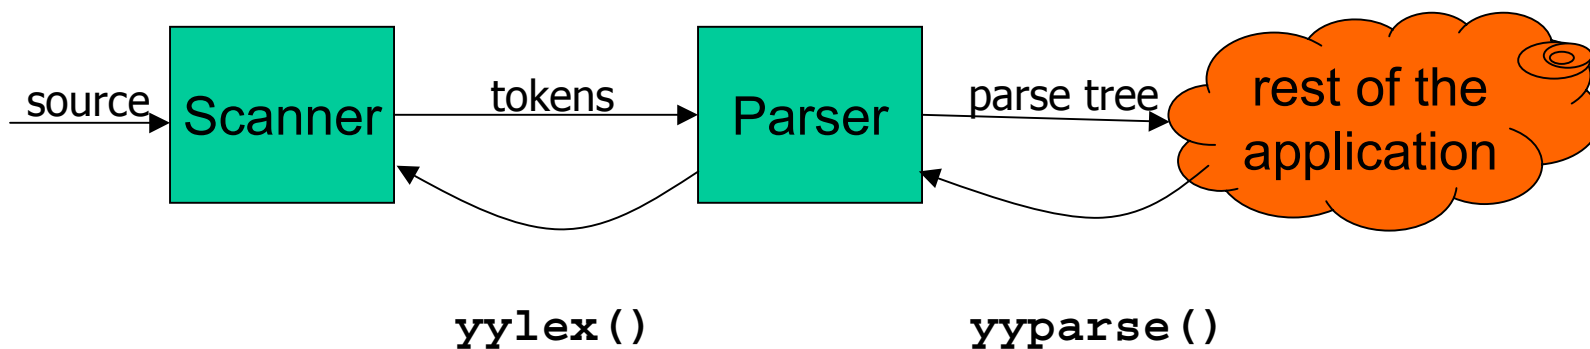 source
Scanner
tokens
Parser
parse tree
rest of the
application
yylex()
yyparse()